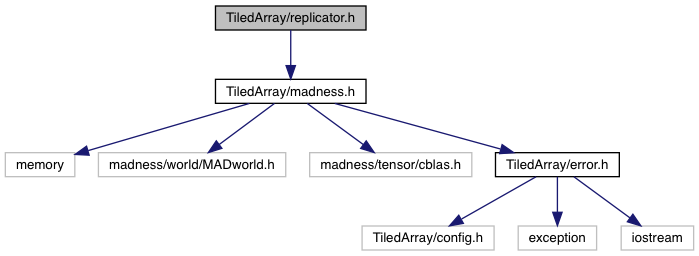 TiledArray/replicator.h
TiledArray/madness.h
memory
madness/world/MADworld.h
madness/tensor/cblas.h
TiledArray/error.h
TiledArray/config.h
exception
iostream